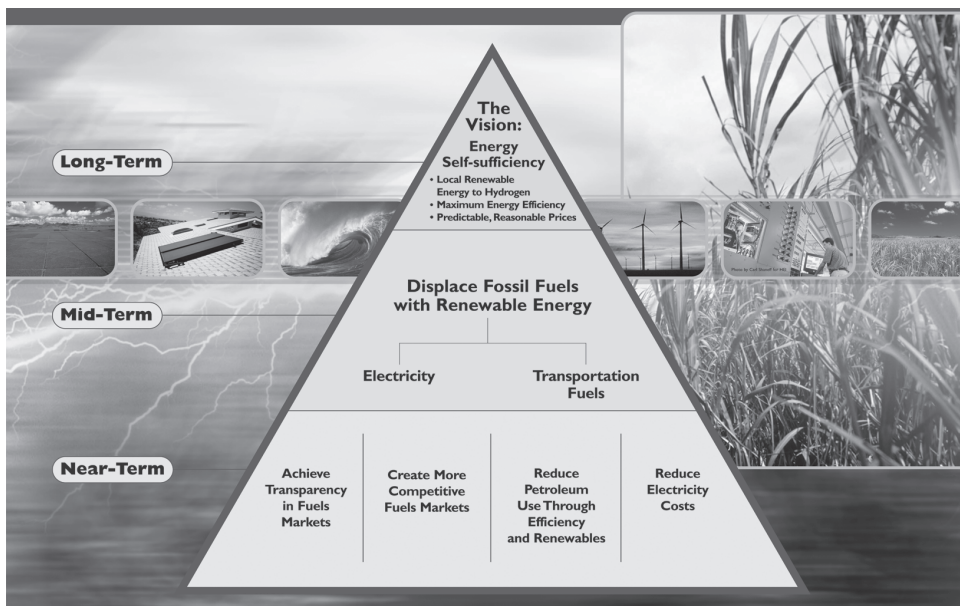 The
Vision:
Energy
Self-sufficiency
• Local Renewable
Energy to Hydrogen
• Maximum Energy Efficiency
• Predictable, Reasonable Prices
Long-Term
Displace Fossil Fuels
with Renewable Energy
Mid-Term
Electricity
Transportation
Fuels
Near-Term
Achieve
Transparency
in Fuels
Markets
Create More
Competitive
Fuels Markets
Reduce
Petroleum
Use Through
Efficiency
and Renewables
Reduce
Electricity
Costs